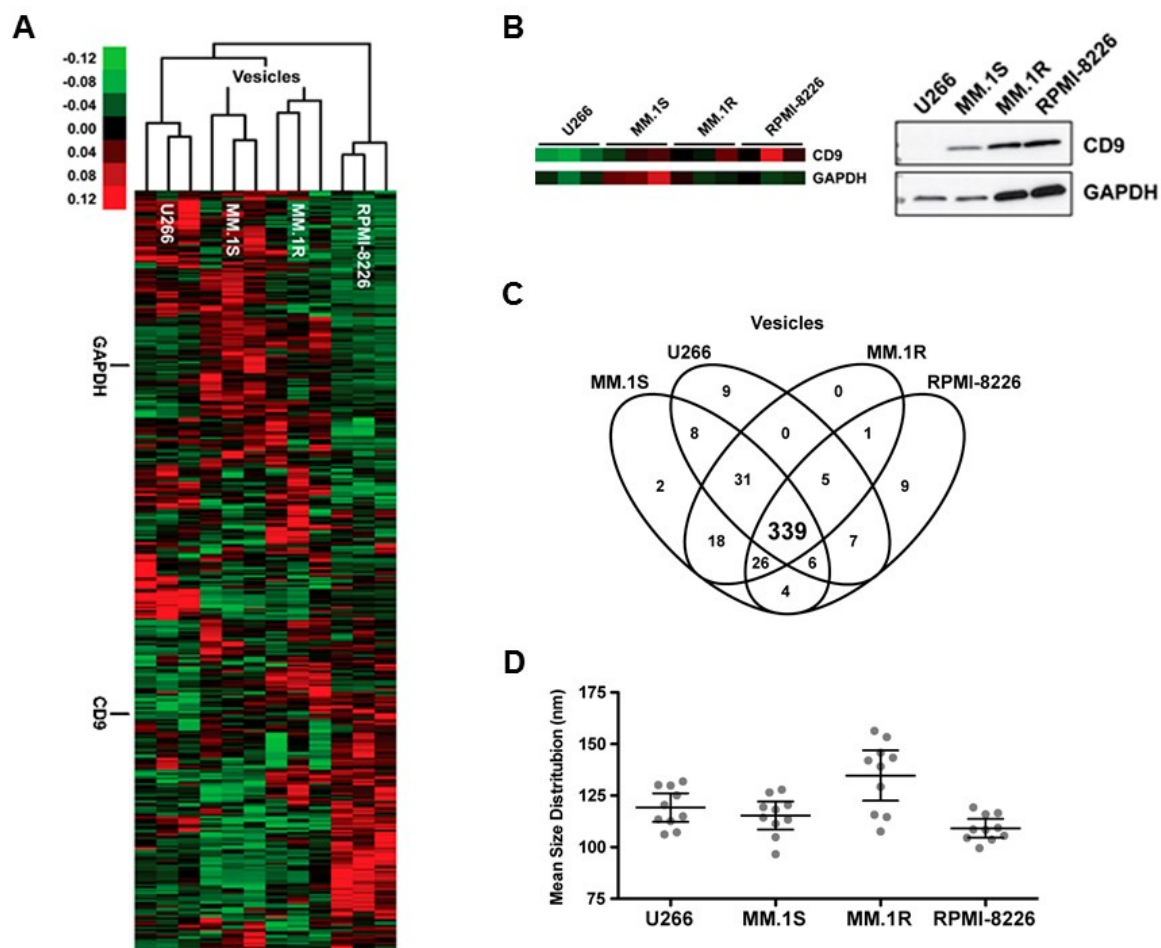 A
-0.12
-0.08
-0.04
0.00
0.04
0.08
0.12
Vesicles
U266
MM.1S
MM.1R
RPMI-8226
GAPDH
CD9
B
U266
MM.1S
MM.1R
RPMI-8226
CD9
GAPDH
U266
MM.1S
MM.1R
RPMI-8226
CD9
GAPDH
C
Vesicles
U266
MM.1R
MM.1S
RPMI-8226
9
0
8
0
1
2
31
5
9
339
18
7
26
6
4
D
Mean Size Distritubion (nm)
175
150
125
100
75
U266
MM.1S
MM.1R
RPMI-8226